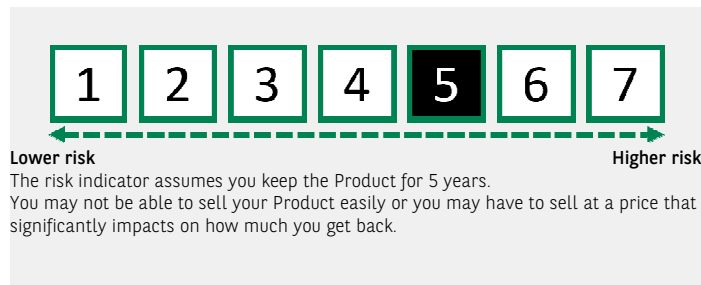 1 2 3 4 5 6 7
Lower risk Higher risk
The risk indicator assumes you keep the Product for 5 years.
You may not be able to sell your Product easily or you may have to sell at a price that
significantly impacts on how much you get back.